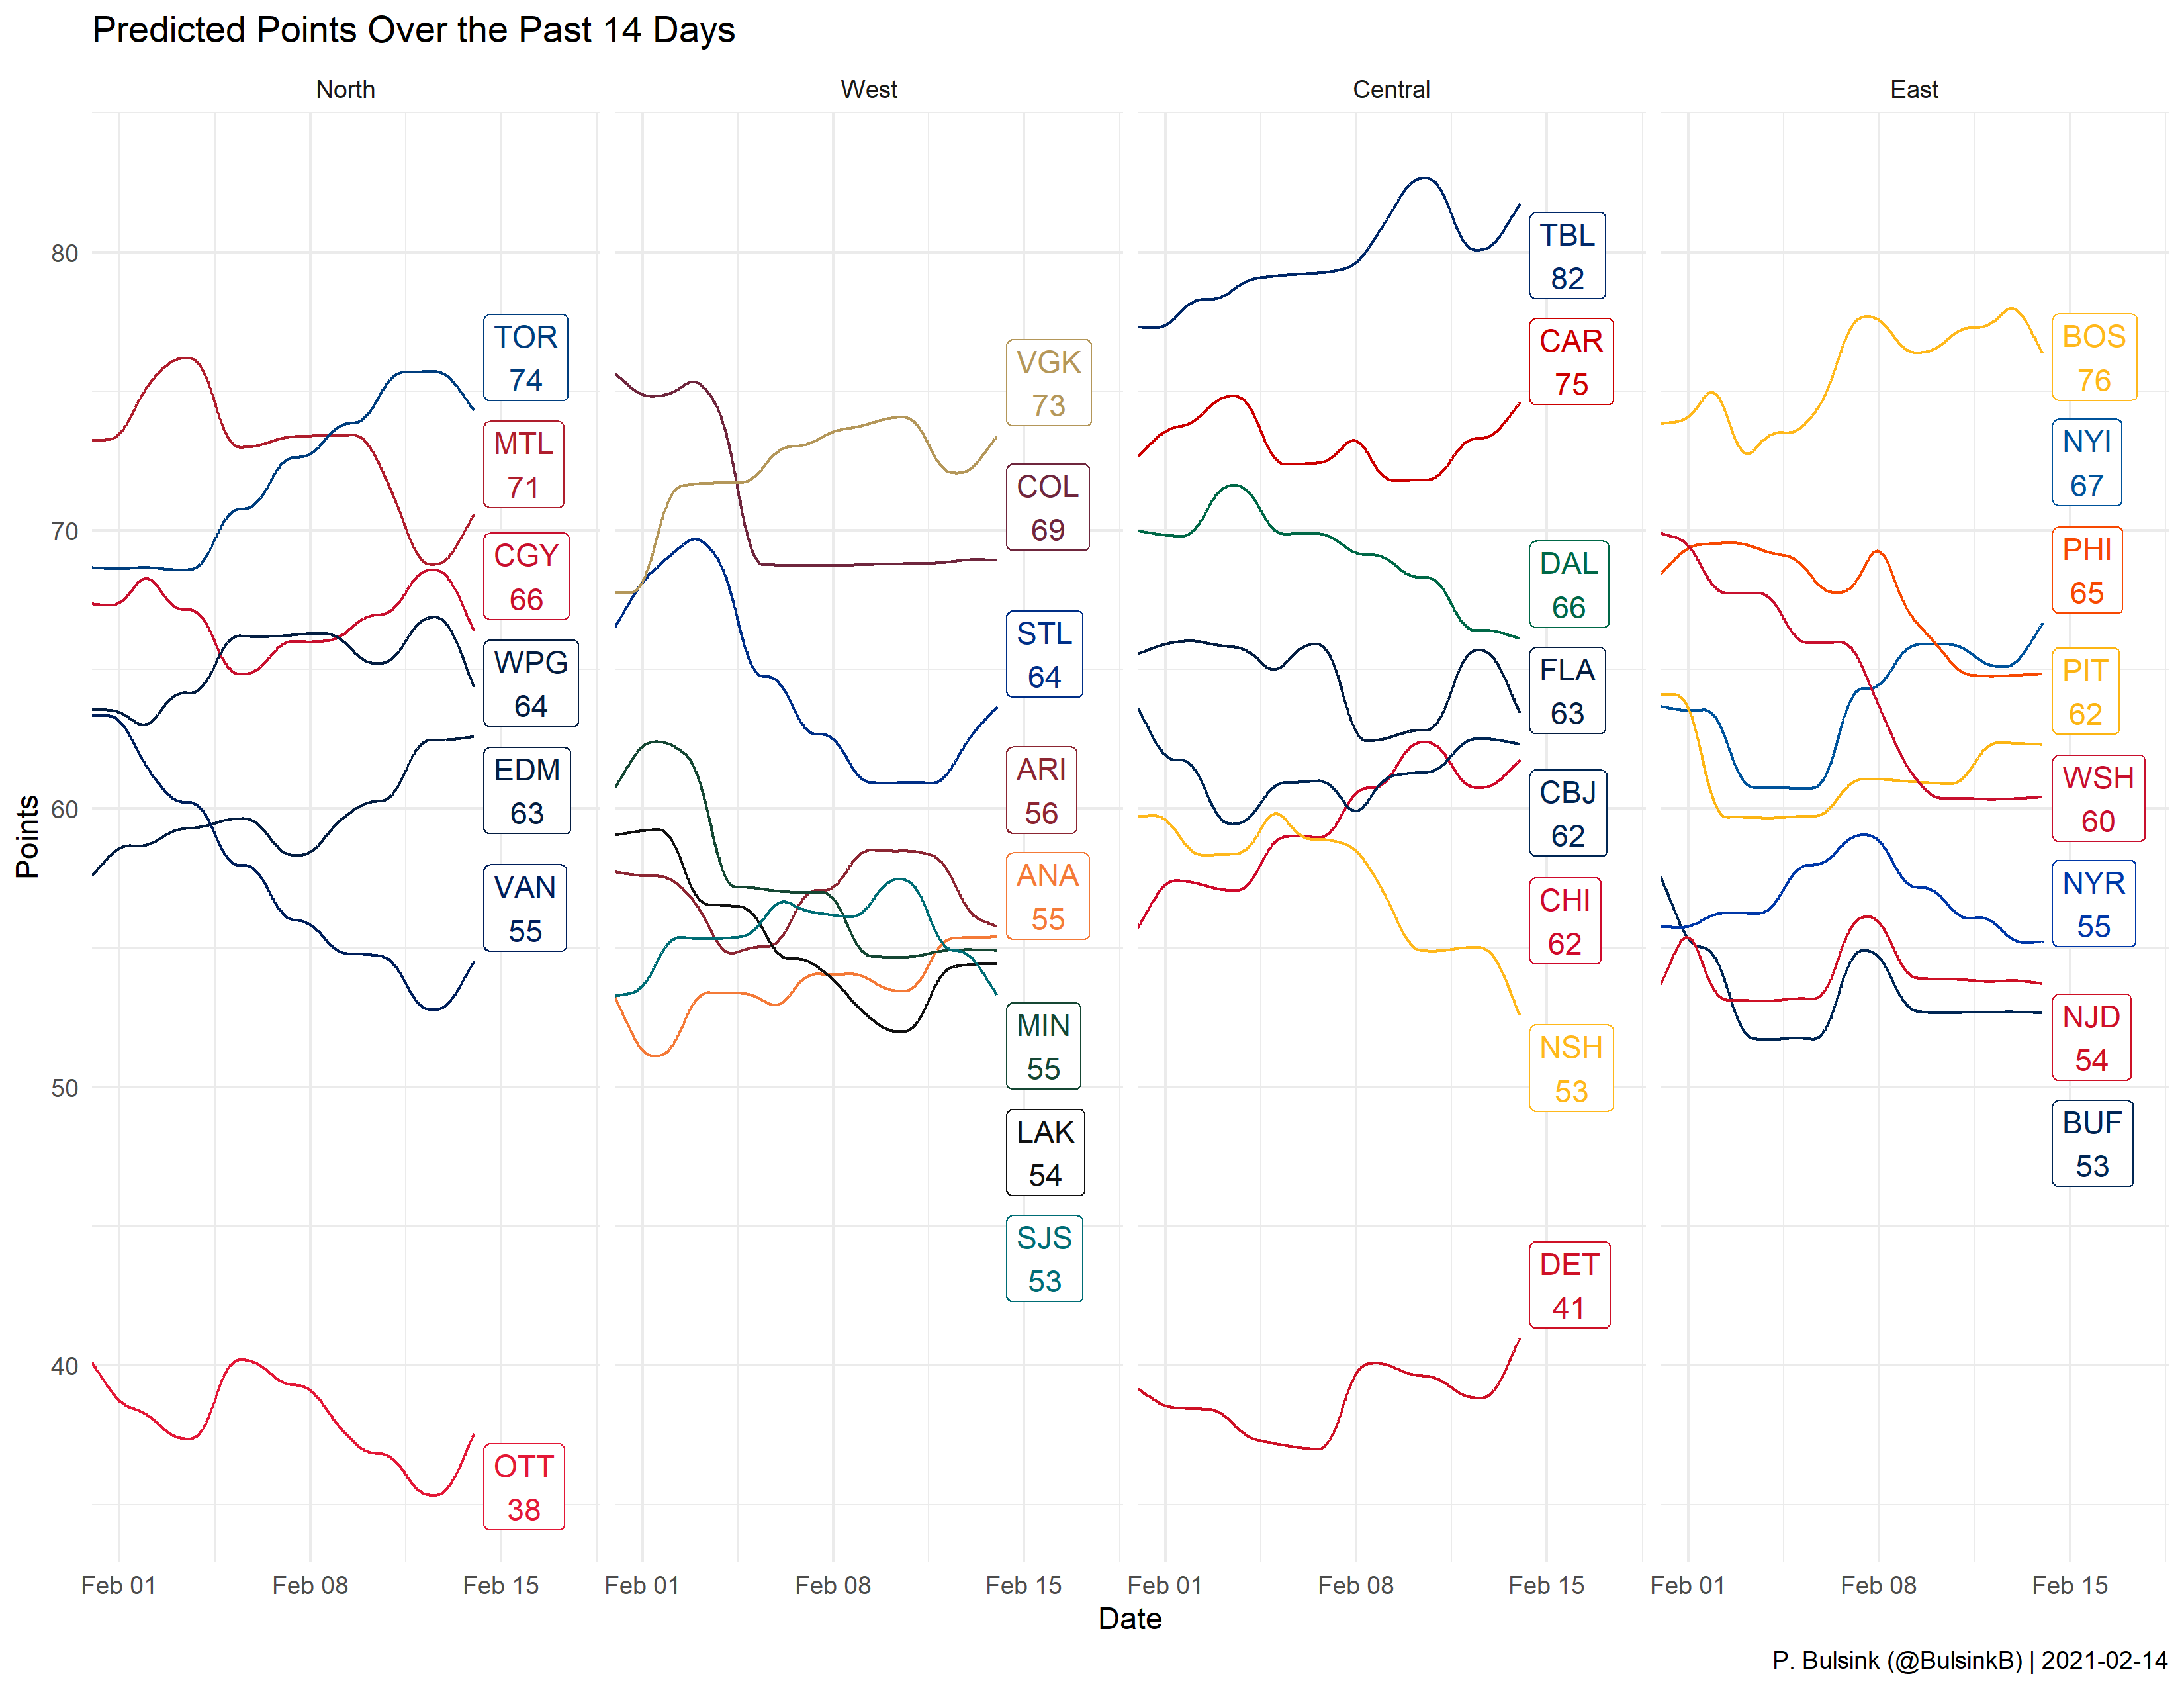 Predicted Points Over the Past 14 Days
North
West
Central
East
Points
80
70
60
50
40
TOR
74
MTL
71
CGY
66
WPG
64
EDM
63
VAN
55
OTT
38
VGK
73
COL
69
STL
64
ARI
56
ANA
55
MIN
55
LAK
54
SJS
53
TBL
82
CAR
75
DAL
66
FLA
63
CBJ
62
CHI
62
NSH
53
DET
41
BOS
76
NYI
67
PHI
65
PIT
62
WSH
60
NYR
55
NJD
54
BUF
53
Feb 01 Feb 08 Feb 15 Feb 01 Feb 08 Feb 15 Feb 01 Feb 08 Feb 15 Feb 01 Feb 08 Feb 15
Date
P. Bulsink (@BulsinkB) | 2021-02-14